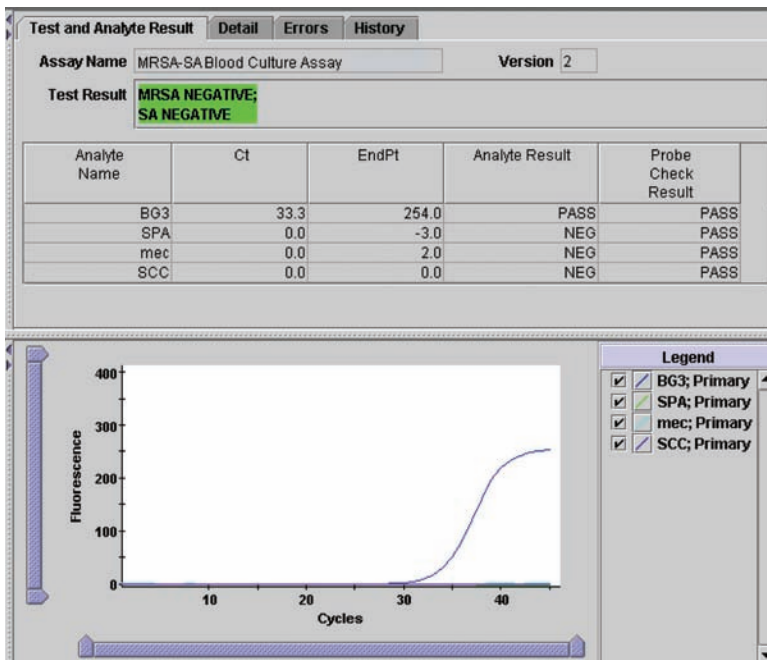 Test and Analyte Result Detail Errors History
Assay Name MRSA-SA Blood Culture Assay Version 2
Test Result MRSA NEGATIVE;
SA NEGATIVE
Analyte Name Ct EndPt Analyte Result Probe Check Result
BG3 33.3 254.0 PASS PASS
SPA 0.0 -3.0 NEG PASS
mec 0.0 2.0 NEG PASS
SCC 0.0 0.0 NEG PASS
Legend
BG3; Primary
SPA; Primary
mec; Primary
SCC; Primary
Fluorescence
400
300
200
100
0
10 20 30 40
Cycles